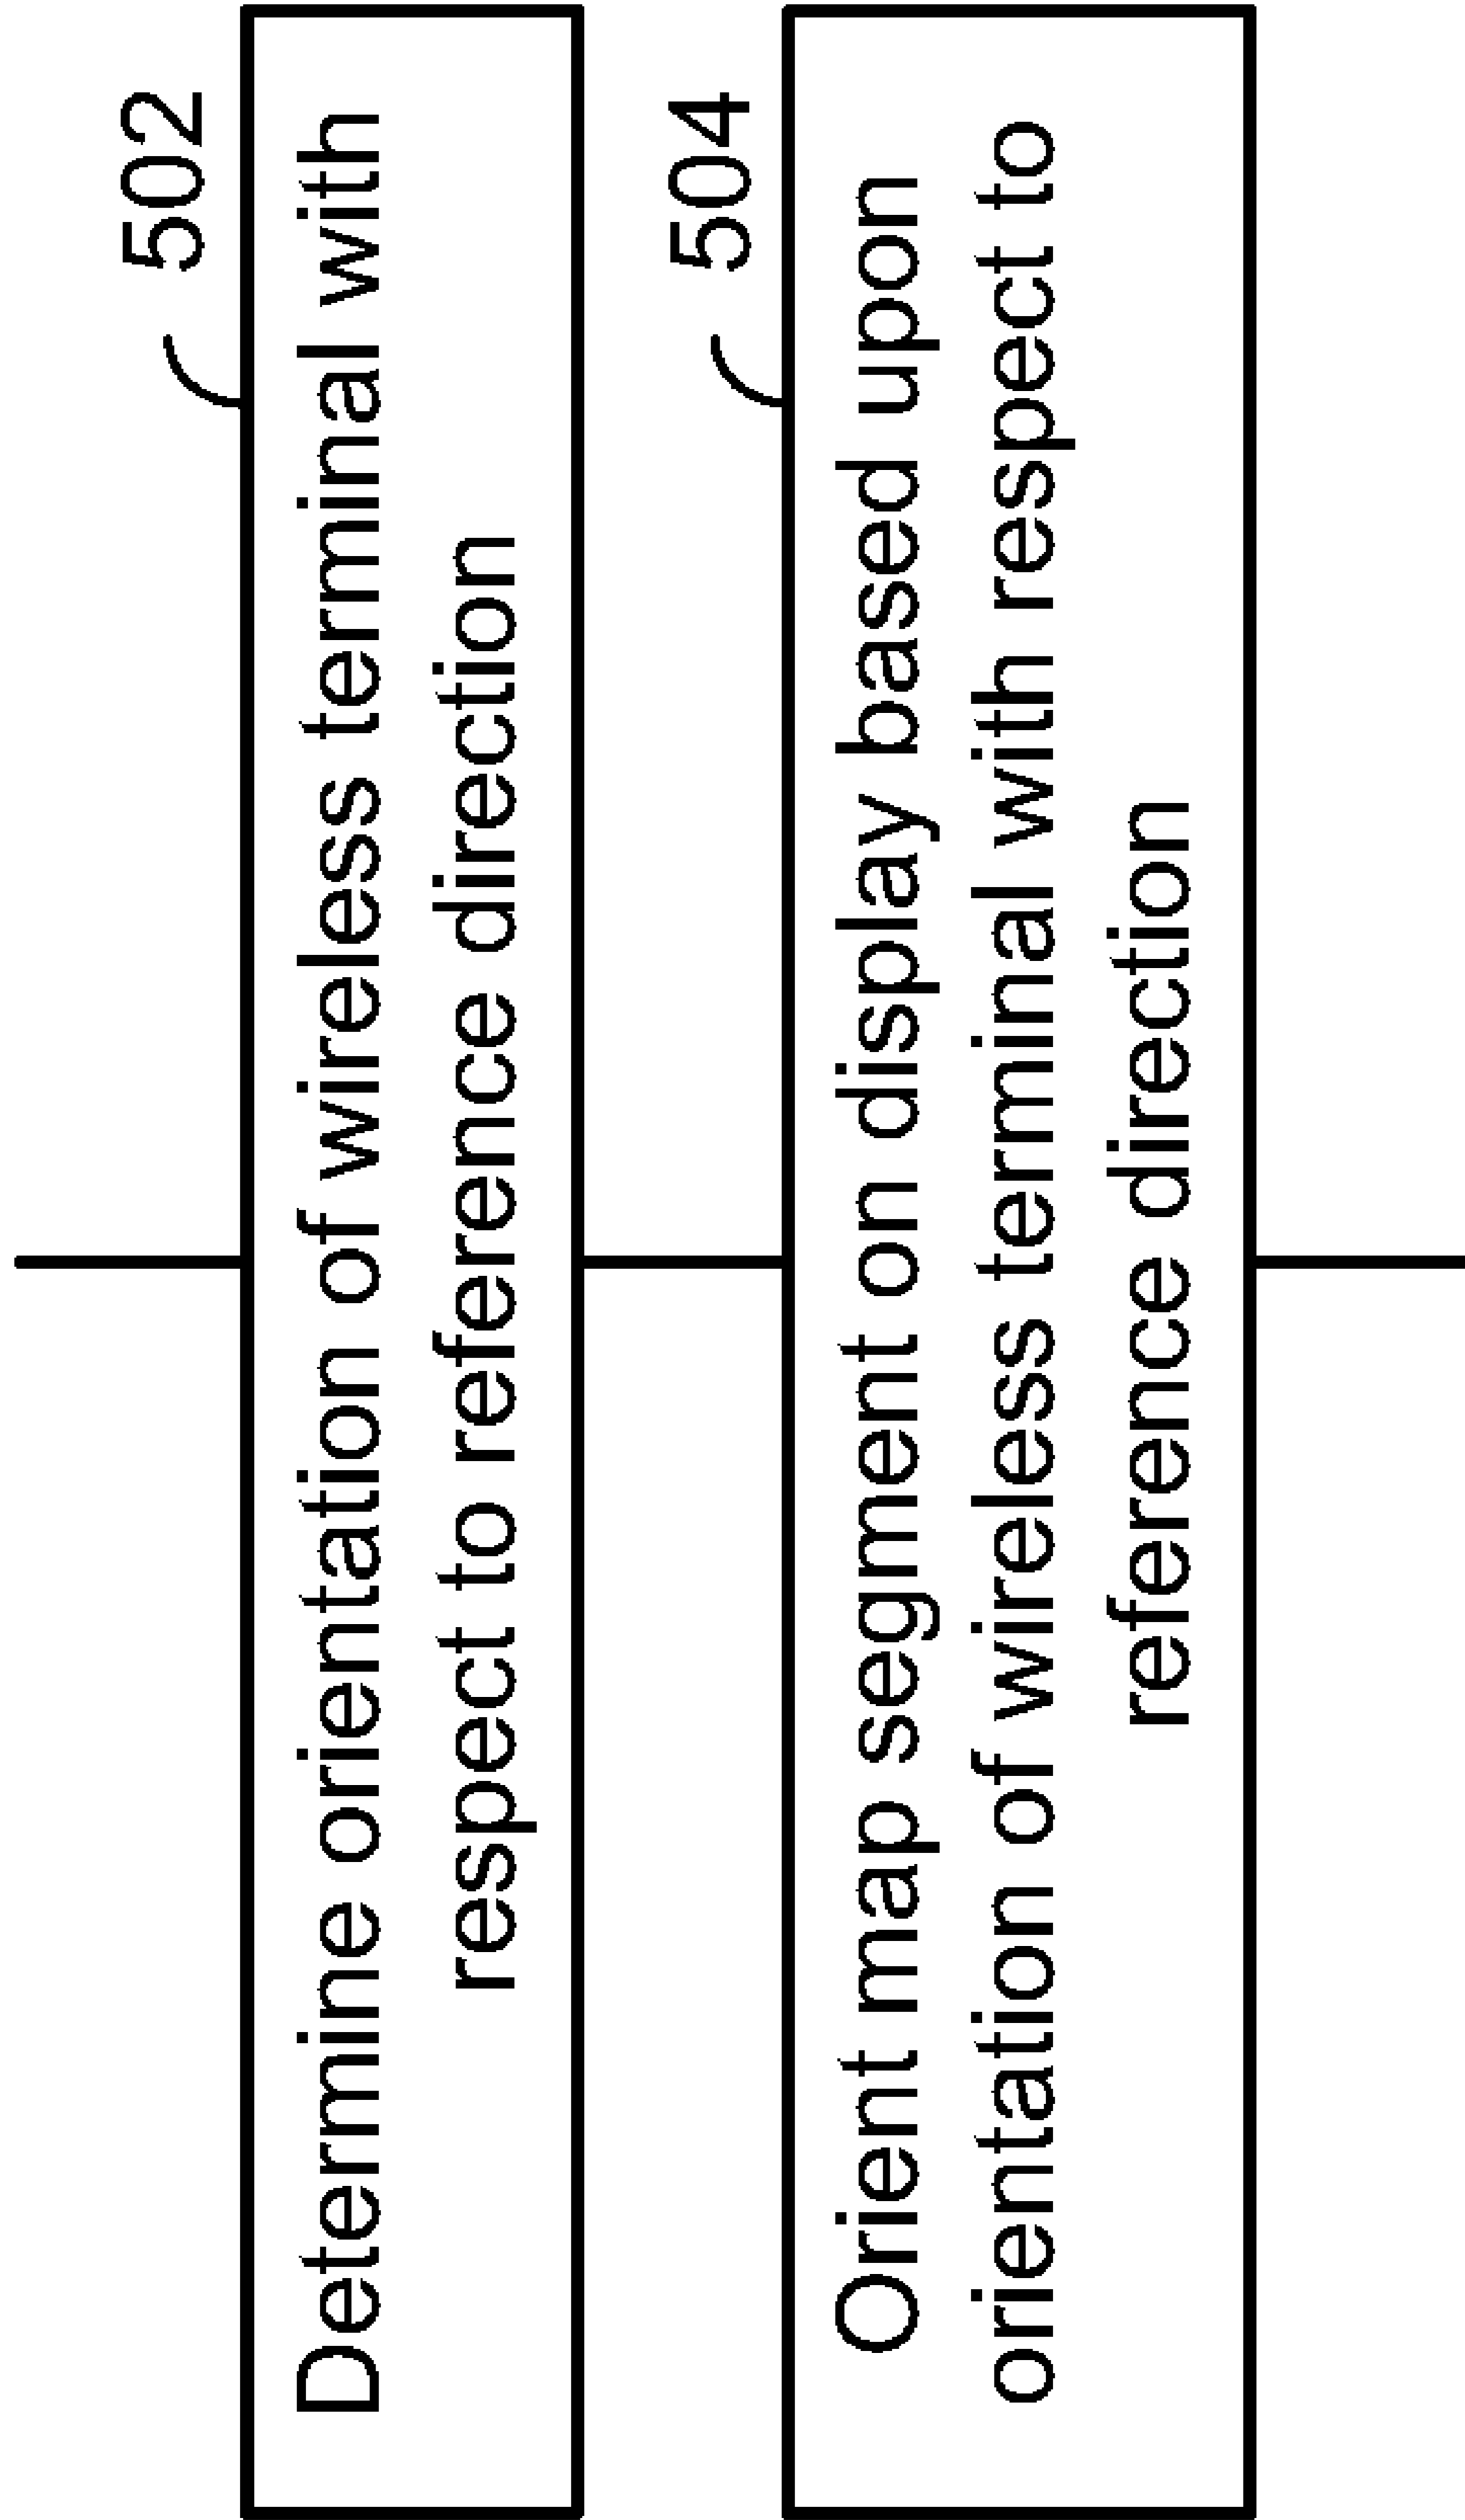 502
Determine orientation of wireless terminal with
respect to reference direction
504
Orient map segment on display based upon
orientation of wireless terminal with respect to
reference direction